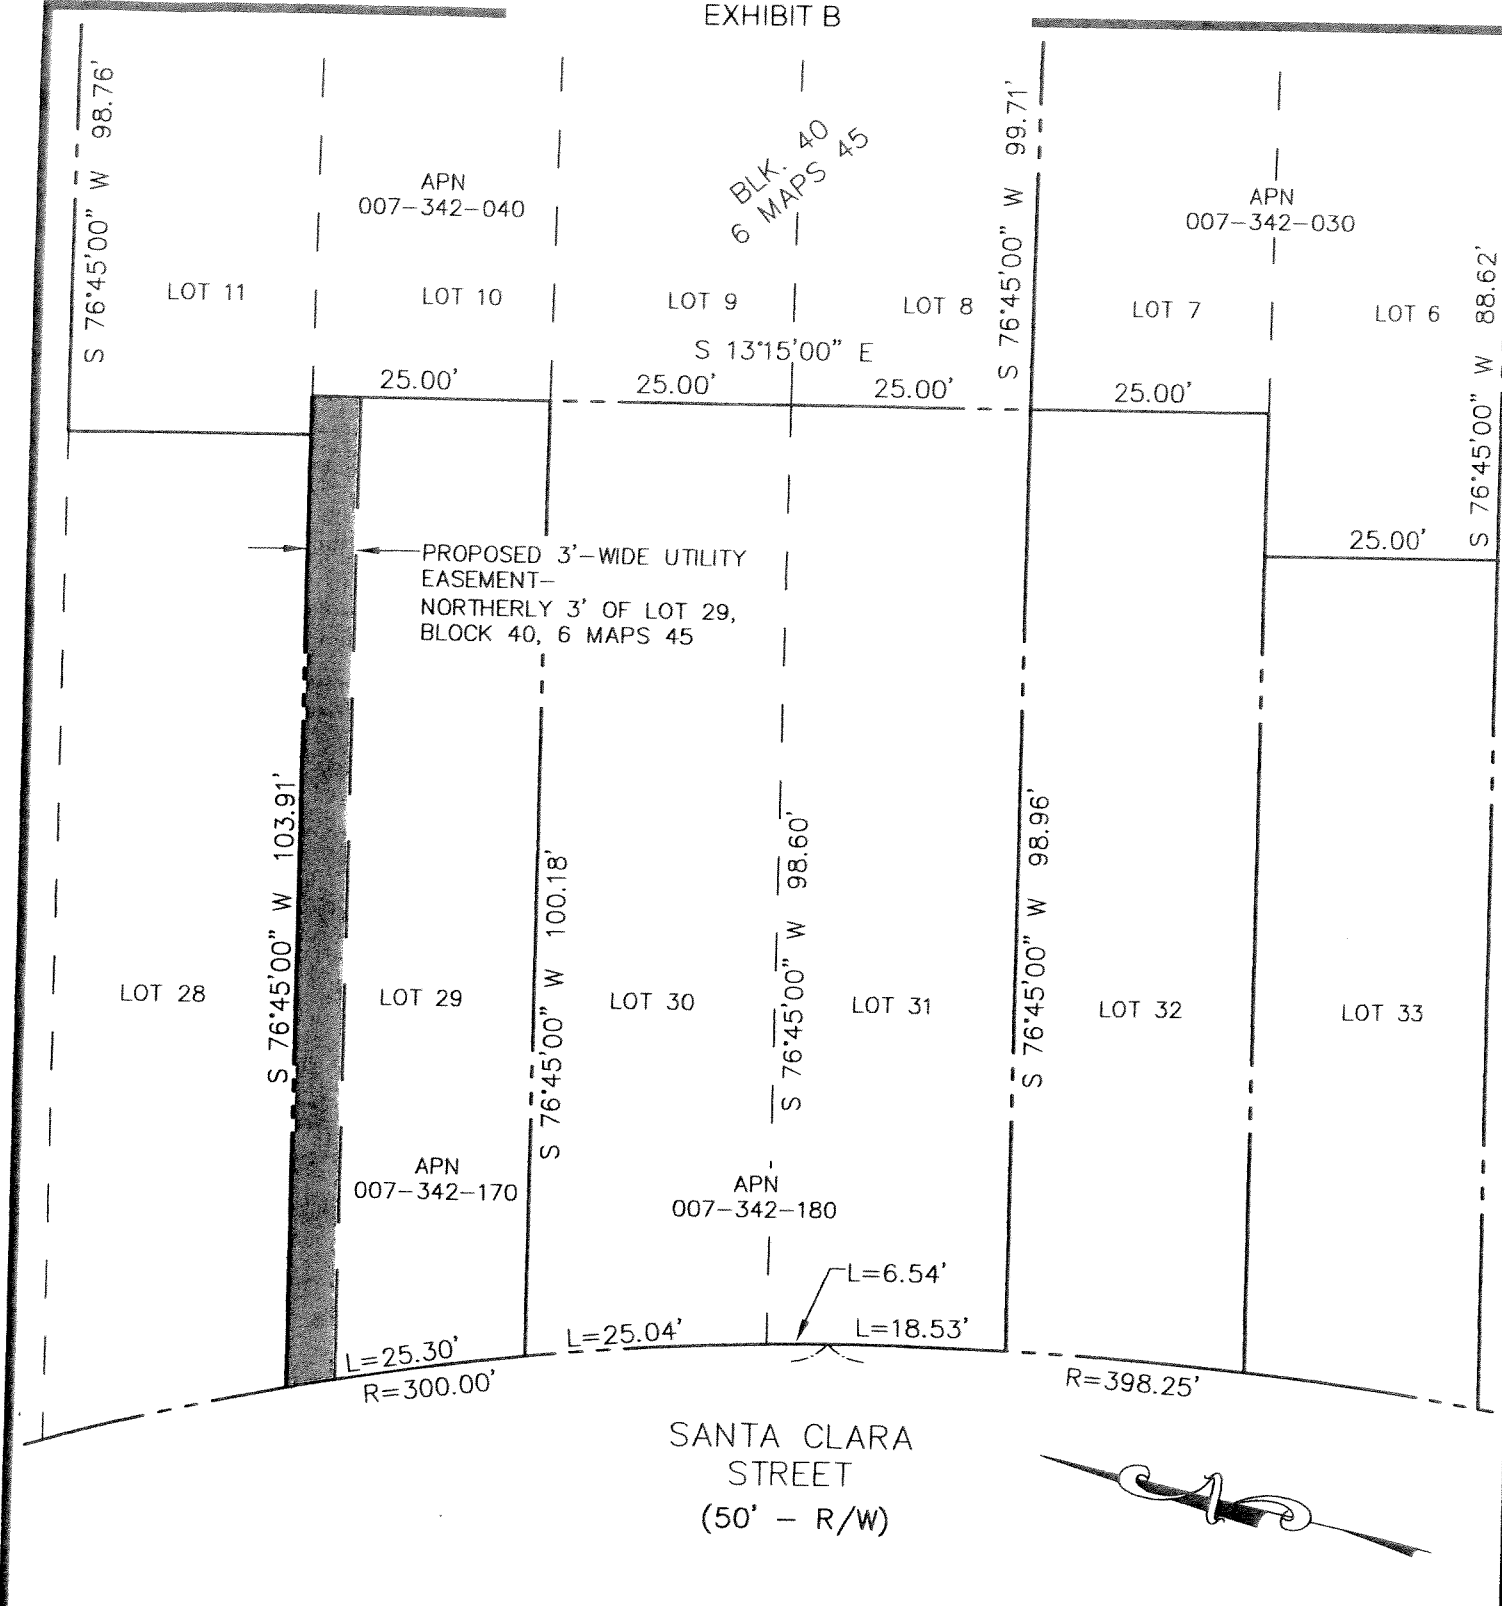 EXHIBIT B
S 76°45'00" W 98.76'
APN
007-342-040
BLK. 40
6 MAPS 45
S 76°45'00" W 99.71'
APN
007-342-030
S 76°45'00" W 88.62'
LOT 11
LOT 10
LOT 9
LOT 8
LOT 7
LOT 6
S 13°15'00" E
25.00'
25.00'
25.00'
25.00'
25.00'
PROPOSED 3'-WIDE UTILITY
EASEMENT-
NORTHERLY 3' OF LOT 29,
BLOCK 40, 6 MAPS 45
S 76°45'00" W 103.91'
S 76°45'00" W 100.18'
S 76°45'00" W 98.60'
S 76°45'00" W 98.96'
LOT 28
LOT 29
LOT 30
LOT 31
LOT 32
LOT 33
APN
007-342-170
APN
007-342-180
L=6.54'
L=25.30'
L=25.04'
L=18.53'
R=300.00'
R=398.25'
SANTA CLARA
STREET
(50' - R/W)
N